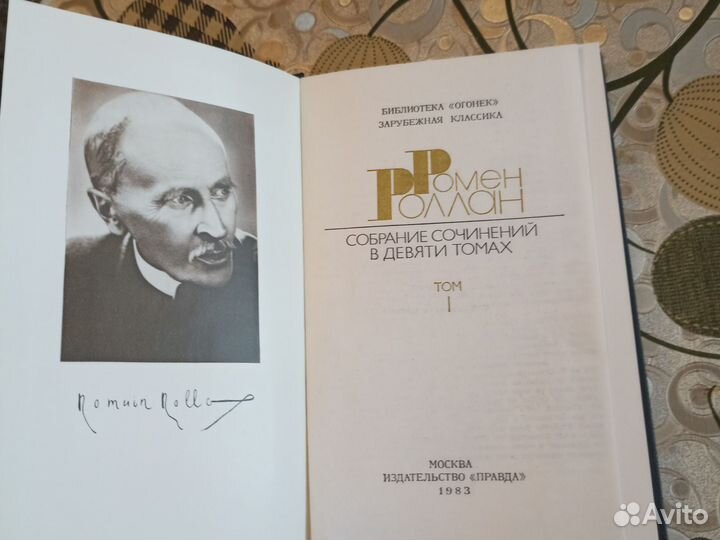 Romain Rolland
БИБЛИОТЕКА «ОГОНЕК»
ЗАРУБЕЖНАЯ КЛАССИКА
РОМЕН
РОЛЛАН
СОБРАНИЕ СОЧИНЕНИЙ
В ДЕВЯТИ ТОМАХ
ТОМ
I
МОСКВА
ИЗДАТЕЛЬСТВО «ПРАВДА»
1983
Avito